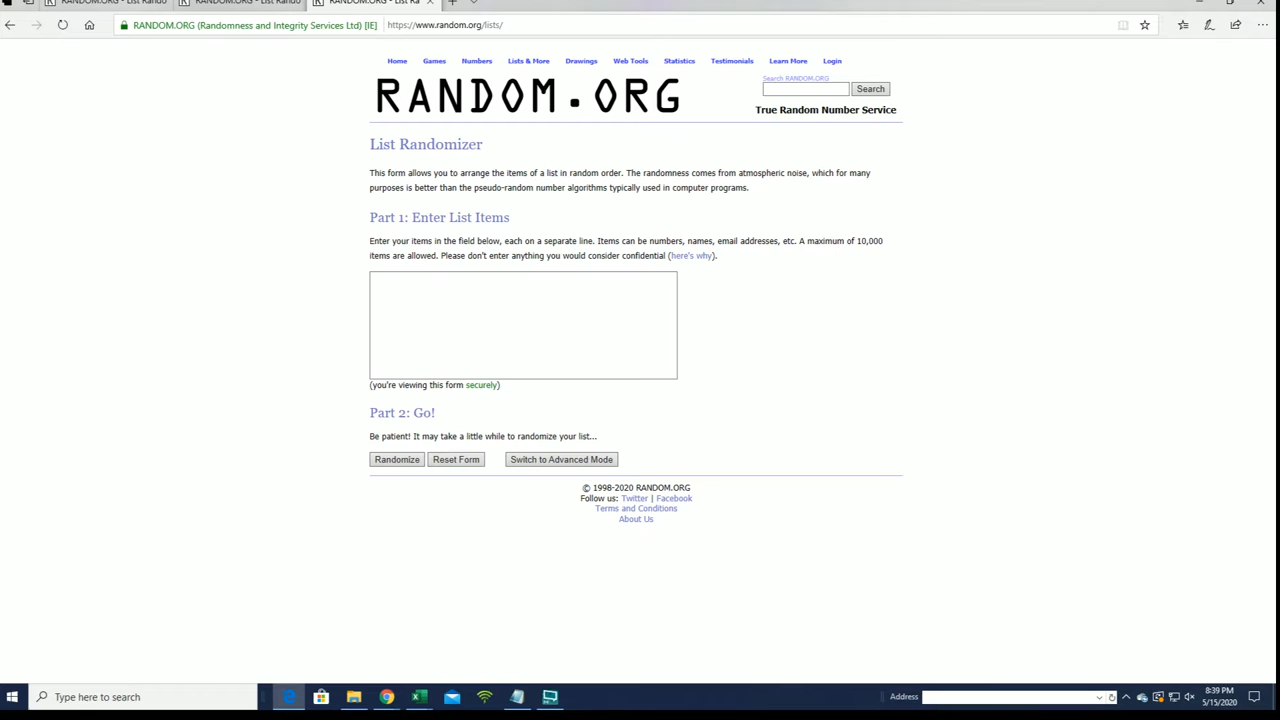 RANDOM.ORG - List Rando
RANDOM.ORG - List Rando
RANDOM.ORG - List Ra
RANDOM.ORG (Randomness and Integrity Services Ltd) [IE]
https://www.random.org/lists/
Home Games Numbers Lists & More Drawings Web Tools Statistics Testimonials Learn More Login
RANDOM.ORG
Search RANDOM.ORG
Search
True Random Number Service
List Randomizer
This form allows you to arrange the items of a list in random order. The randomness comes from atmospheric noise, which for many
purposes is better than the pseudo-random number algorithms typically used in computer programs.
Part 1: Enter List Items
Enter your items in the field below, each on a separate line. Items can be numbers, names, email addresses, etc. A maximum of 10,000
items are allowed. Please don't enter anything you would consider confidential (here's why).
(you're viewing this form securely)
Part 2: Go!
Be patient! It may take a little while to randomize your list...
Randomize Reset Form Switch to Advanced Mode
© 1998-2020 RANDOM.ORG
Follow us: Twitter | Facebook
Terms and Conditions
About Us
Type here to search
Address
8:39 PM
5/15/2020